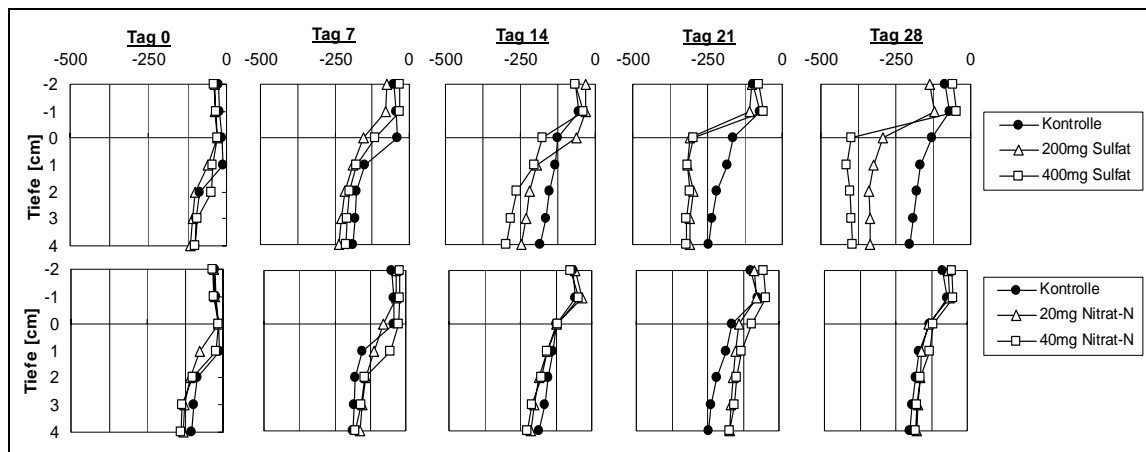 Tag 0
Tag 7
Tag 14
Tag 21
Tag 28
-500 -250 0
-500 -250 0
-500 -250 0
-500 -250 0
-500 -250 0
Tiefe [cm]
-2
-1
0
1
2
3
4
Kontrolle
200mg Sulfat
400mg Sulfat
Tiefe [cm]
-2
-1
0
1
2
3
4
Kontrolle
20mg Nitrat-N
40mg Nitrat-N